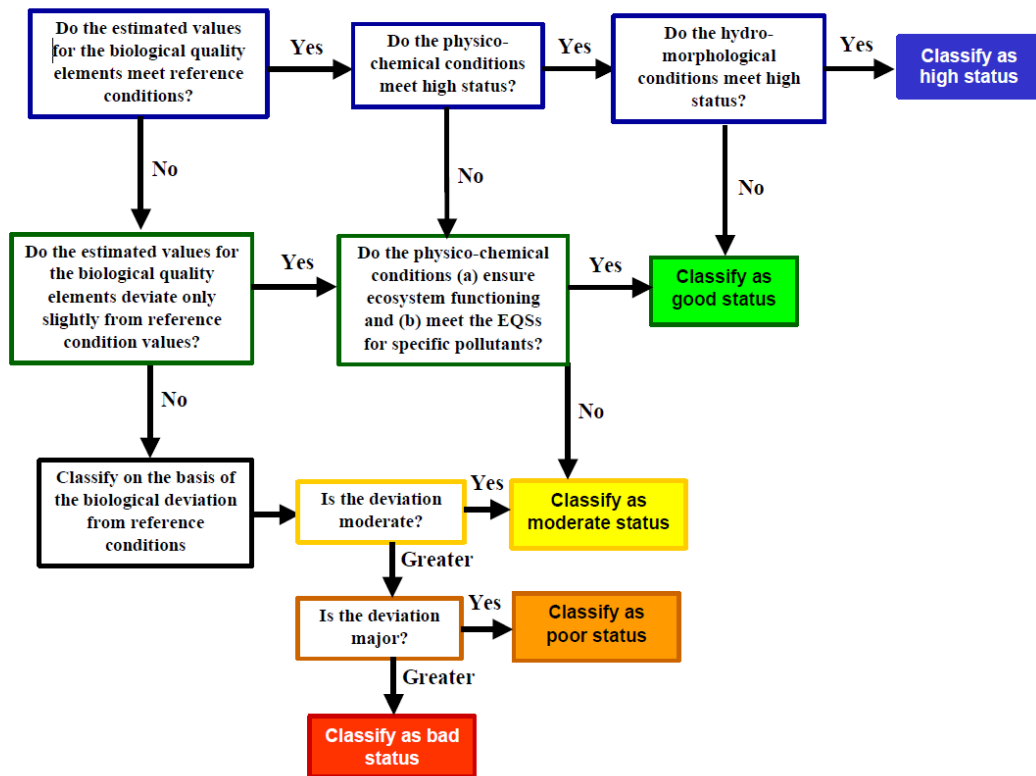 Do the estimated values
for the biological quality
elements meet reference
conditions?
Yes
Do the physico-
chemical conditions
meet high status?
Yes
Do the hydro-
morphological
conditions meet high
status?
Yes
Classify as
high status
No
No
No
Do the estimated values for
the biological quality
elements deviate only
slightly from reference
condition values?
Yes
Do the physico-chemical
conditions (a) ensure
ecosystem functioning
and (b) meet the EQSs
for specific pollutants?
Yes
Classify as
good status
No
No
Classify on the basis of
the biological deviation
from reference
conditions
Is the deviation
moderate?
Yes
Classify as
moderate status
Greater
Is the deviation
major?
Yes
Classify as
poor status
Greater
Classify as bad
status